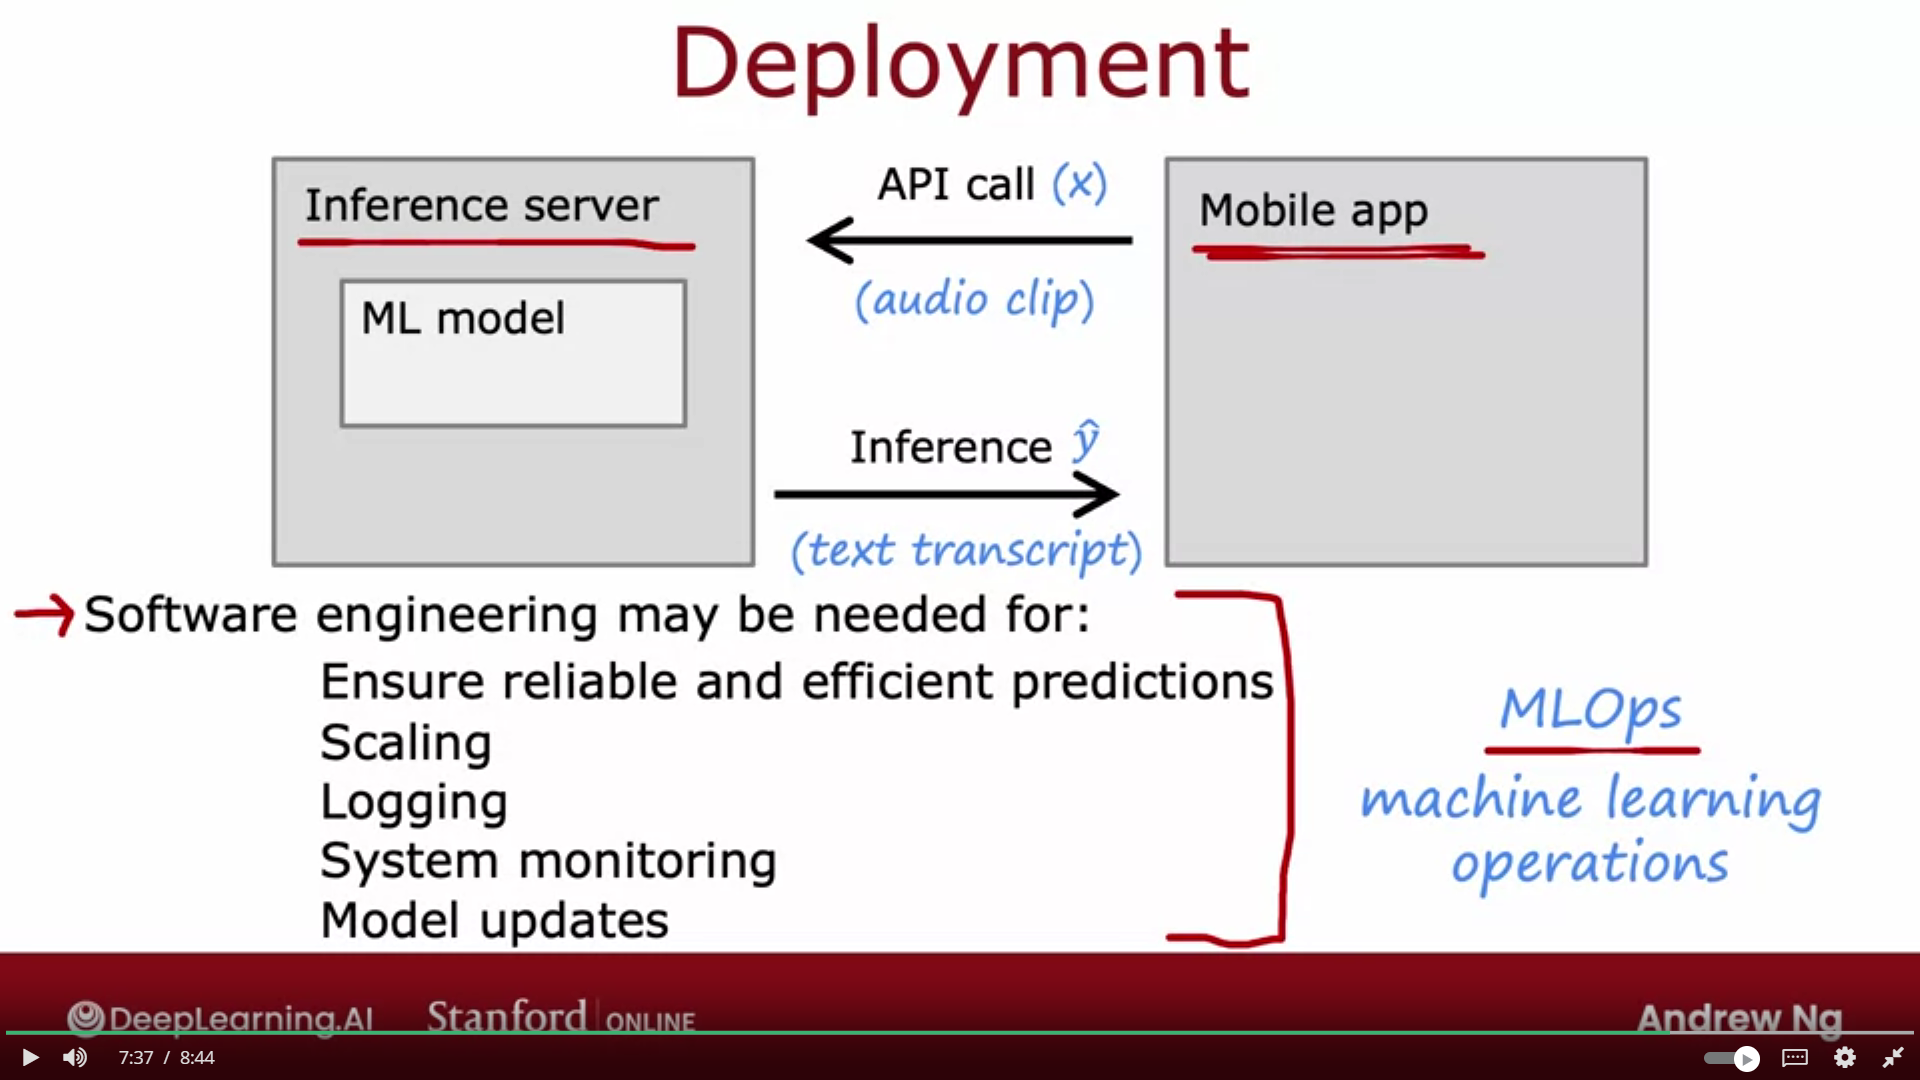 Deployment
Inference server
ML model
API call (x)
(audio clip)
Inference ŷ
(text transcript)
Mobile app
Software engineering may be needed for:
Ensure reliable and efficient predictions
Scaling
Logging
System monitoring
Model updates
MLOps
machine learning
operations
DeepLearning.AI
Stanford | ONLINE
Andrew Ng
7:37 / 8:44